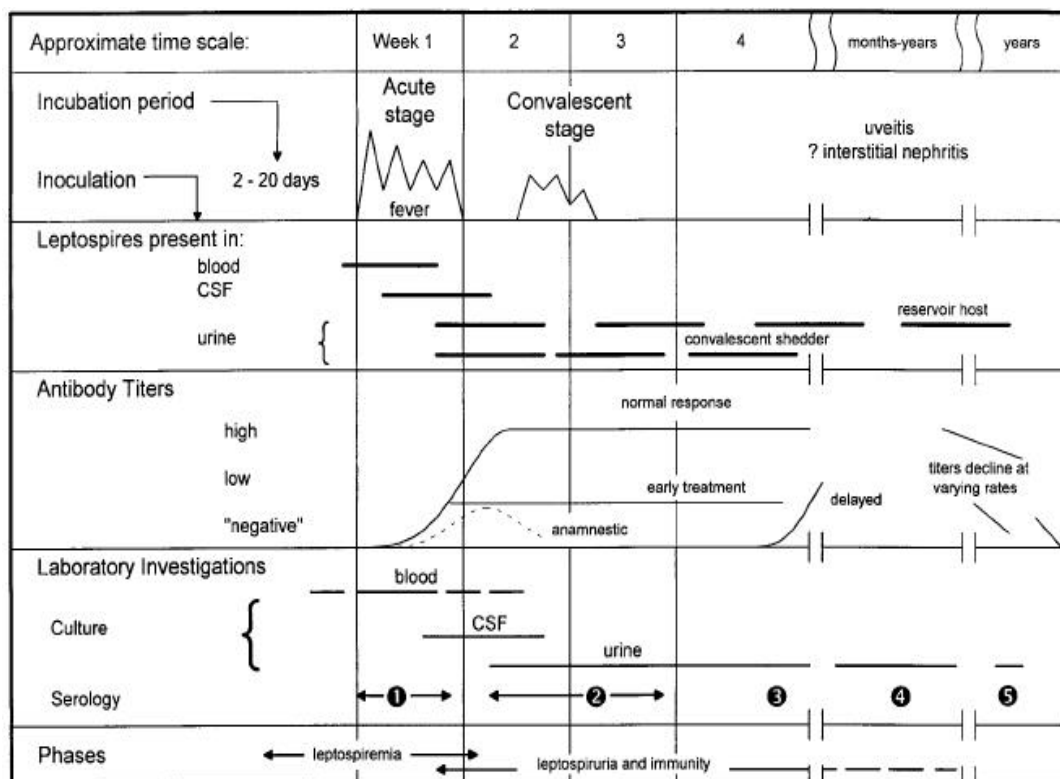 Approximate time scale: Week 1 2 3 4 months-years years
Incubation period
Acute
stage
Convalescent
stage
uveitis
? interstitial nephritis
Inoculation 2 - 20 days
fever
Leptospires present in:
blood
CSF
reservoir host
urine {
convalescent shedder
Antibody Titers
normal response
high
low
early treatment
delayed
titers decline at
varying rates
"negative"
anamnestic
Laboratory Investigations
blood
Culture {
CSF
urine
Serology ❶ ❷ ❸ ❹ ❺
Phases leptospiremia
leptospiruria and immunity